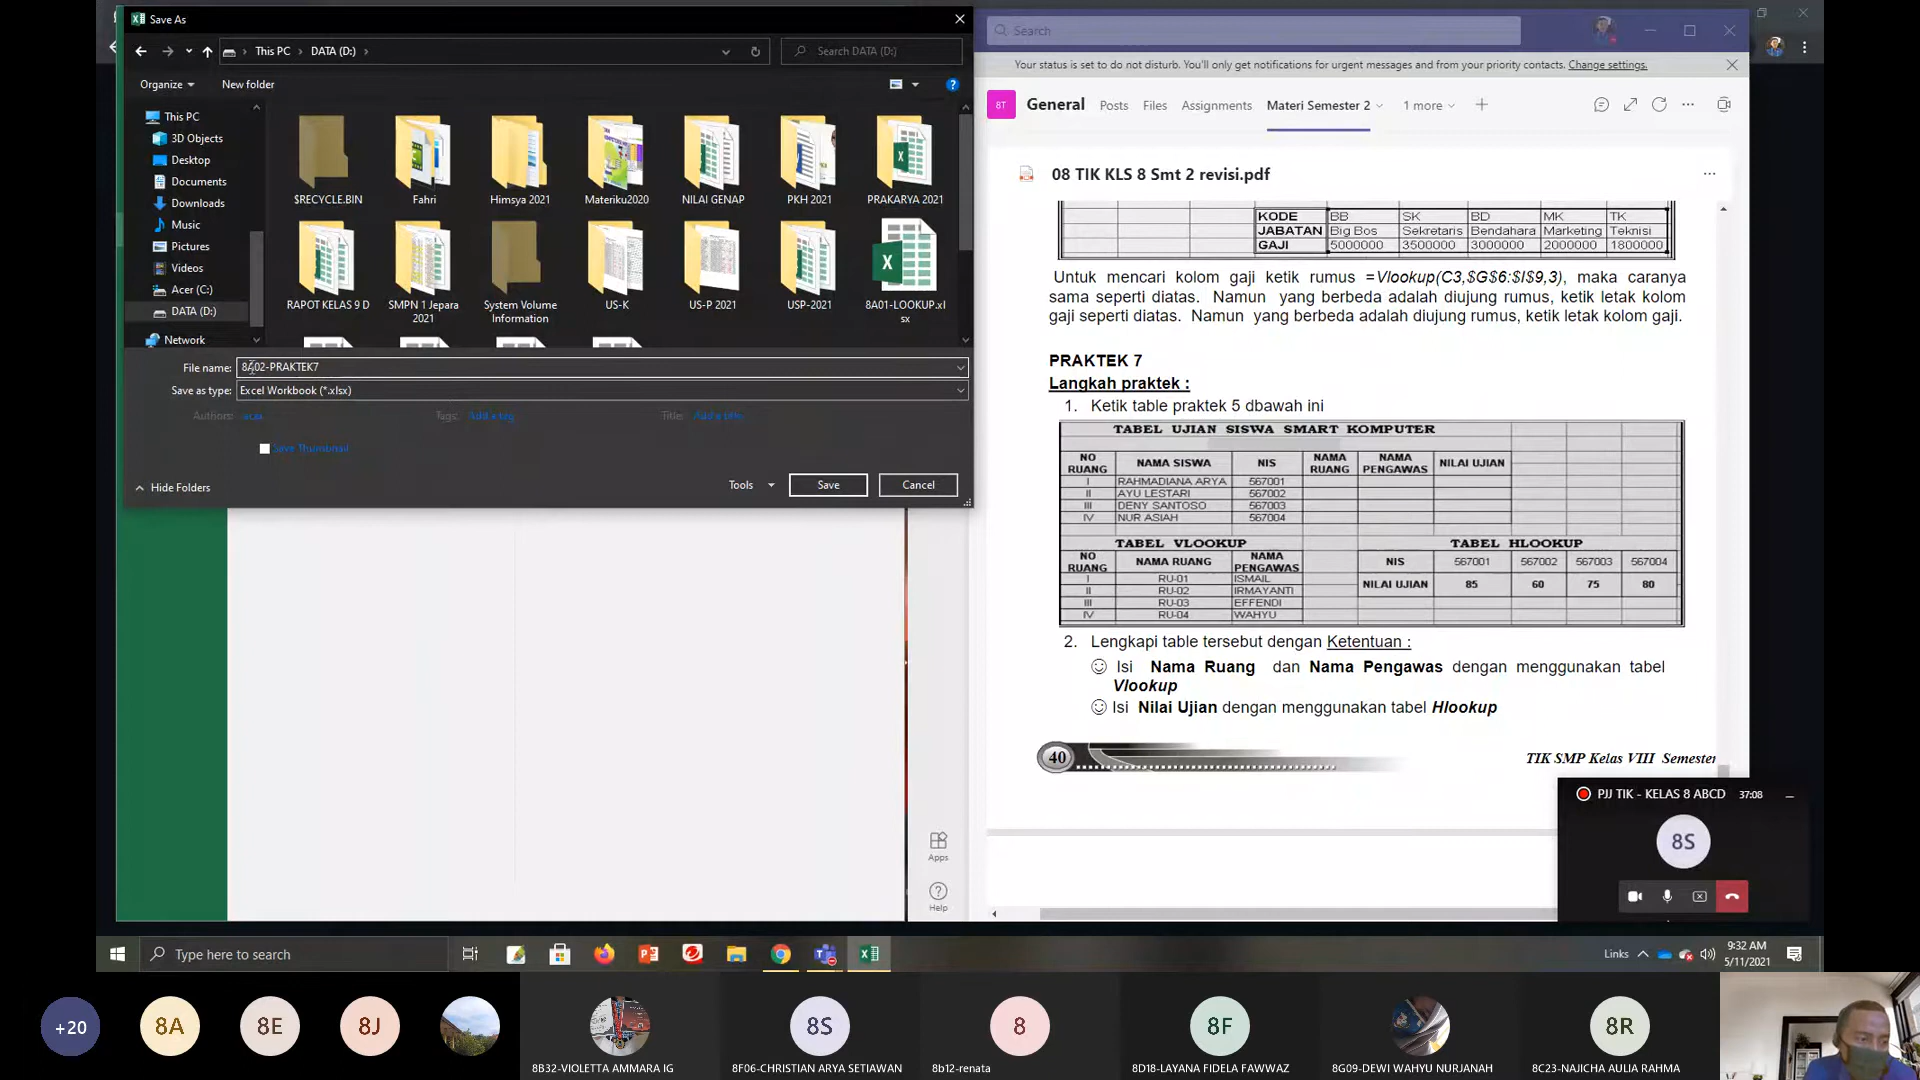 Save As
This PC > DATA (D:) >
Search DATA (D:)
Organize
New folder
This PC
3D Objects
Desktop
Documents
Downloads
Music
Pictures
Videos
Acer (C:)
DATA (D:)
Network
$RECYCLE.BIN
Fahri
Himsya 2021
Materiku2020
NILAI GENAP
PKH 2021
PRAKARYA 2021
RAPOT KELAS 9 D
SMPN 1 Jepara
2021
System Volume
Information
US-K
US-P 2021
USP-2021
8A01-LOOKUP.xl
sx
File name: 8A02-PRAKTEK7
Save as type: Excel Workbook (*.xlsx)
Authors: acer
Tags: Add a tag
Title: Add a title
Save Thumbnail
Hide Folders
Tools
Save
Cancel
Search
Your status is set to do not disturb. You'll only get notifications for urgent messages and from your priority contacts. Change settings.
8T General Posts Files Assignments Materi Semester 2 1 more
08 TIK KLS 8 Smt 2 revisi.pdf
KODE BB SK BD MK TK
JABATAN Big Bos Sekretaris Bendahara Marketing Teknisi
GAJI 5000000 3500000 3000000 2000000 1800000
Untuk mencari kolom gaji ketik rumus =Vlookup(C3,$G$6:$I$9,3), maka caranya
sama seperti diatas. Namun yang berbeda adalah diujung rumus, ketik letak kolom
gaji seperti diatas. Namun yang berbeda adalah diujung rumus, ketik letak kolom gaji.
PRAKTEK 7
Langkah praktek :
1. Ketik table praktek 5 dbawah ini
TABEL UJIAN SISWA SMART KOMPUTER
NO RUANG NAMA SISWA NIS NAMA RUANG NAMA PENGAWAS NILAI UJIAN
I RAHMADIANA ARYA 567001
II AYU LESTARI 567002
III DENY SANTOSO 567003
IV NUR ASIAH 567004
TABEL VLOOKUP
NO RUANG NAMA RUANG NAMA PENGAWAS
I RU-01 ISMAIL
II RU-02 IRMAYANTI
III RU-03 EFFENDI
IV RU-04 WAHYU
TABEL HLOOKUP
NIS 567001 567002 567003 567004
NILAI UJIAN 85 60 75 80
2. Lengkapi table tersebut dengan Ketentuan :
Isi Nama Ruang dan Nama Pengawas dengan menggunakan tabel
Vlookup
Isi Nilai Ujian dengan menggunakan tabel Hlookup
40
TIK SMP Kelas VIII Semester
Apps
Help
PJJ TIK - KELAS 8 ABCD 37:08
8S
Type here to search
Links
9:32 AM
5/11/2021
+20
8A
8E
8J
8S
8
8F
8R
8B32-VIOLETTA AMMARA IG
8F06-CHRISTIAN ARYA SETIAWAN
8b12-renata
8D18-LAYANA FIDELA FAWWAZ
8G09-DEWI WAHYU NURJANAH
8C23-NAJICHA AULIA RAHMA